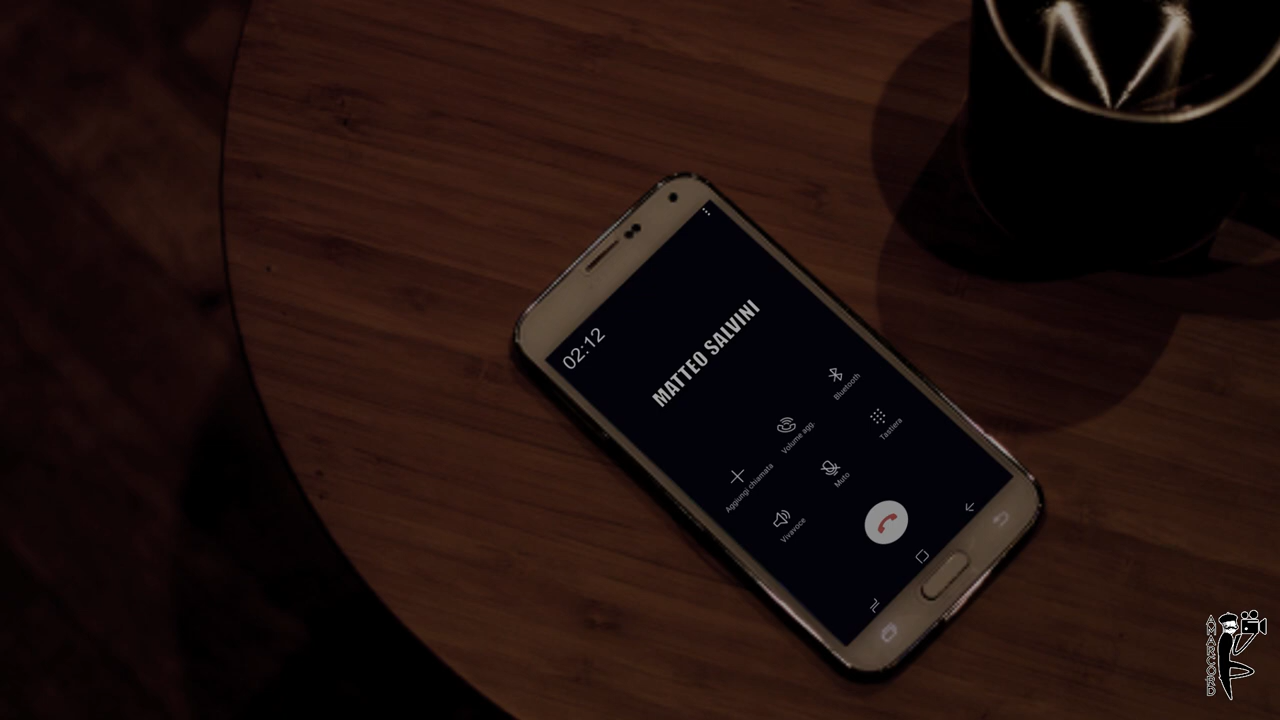 02:12
MATTEO SALVINI
Aggiungi chiamata
Volume agg.
Bluetooth
Vivavoce
Muto
Tastiera
AMARCORD